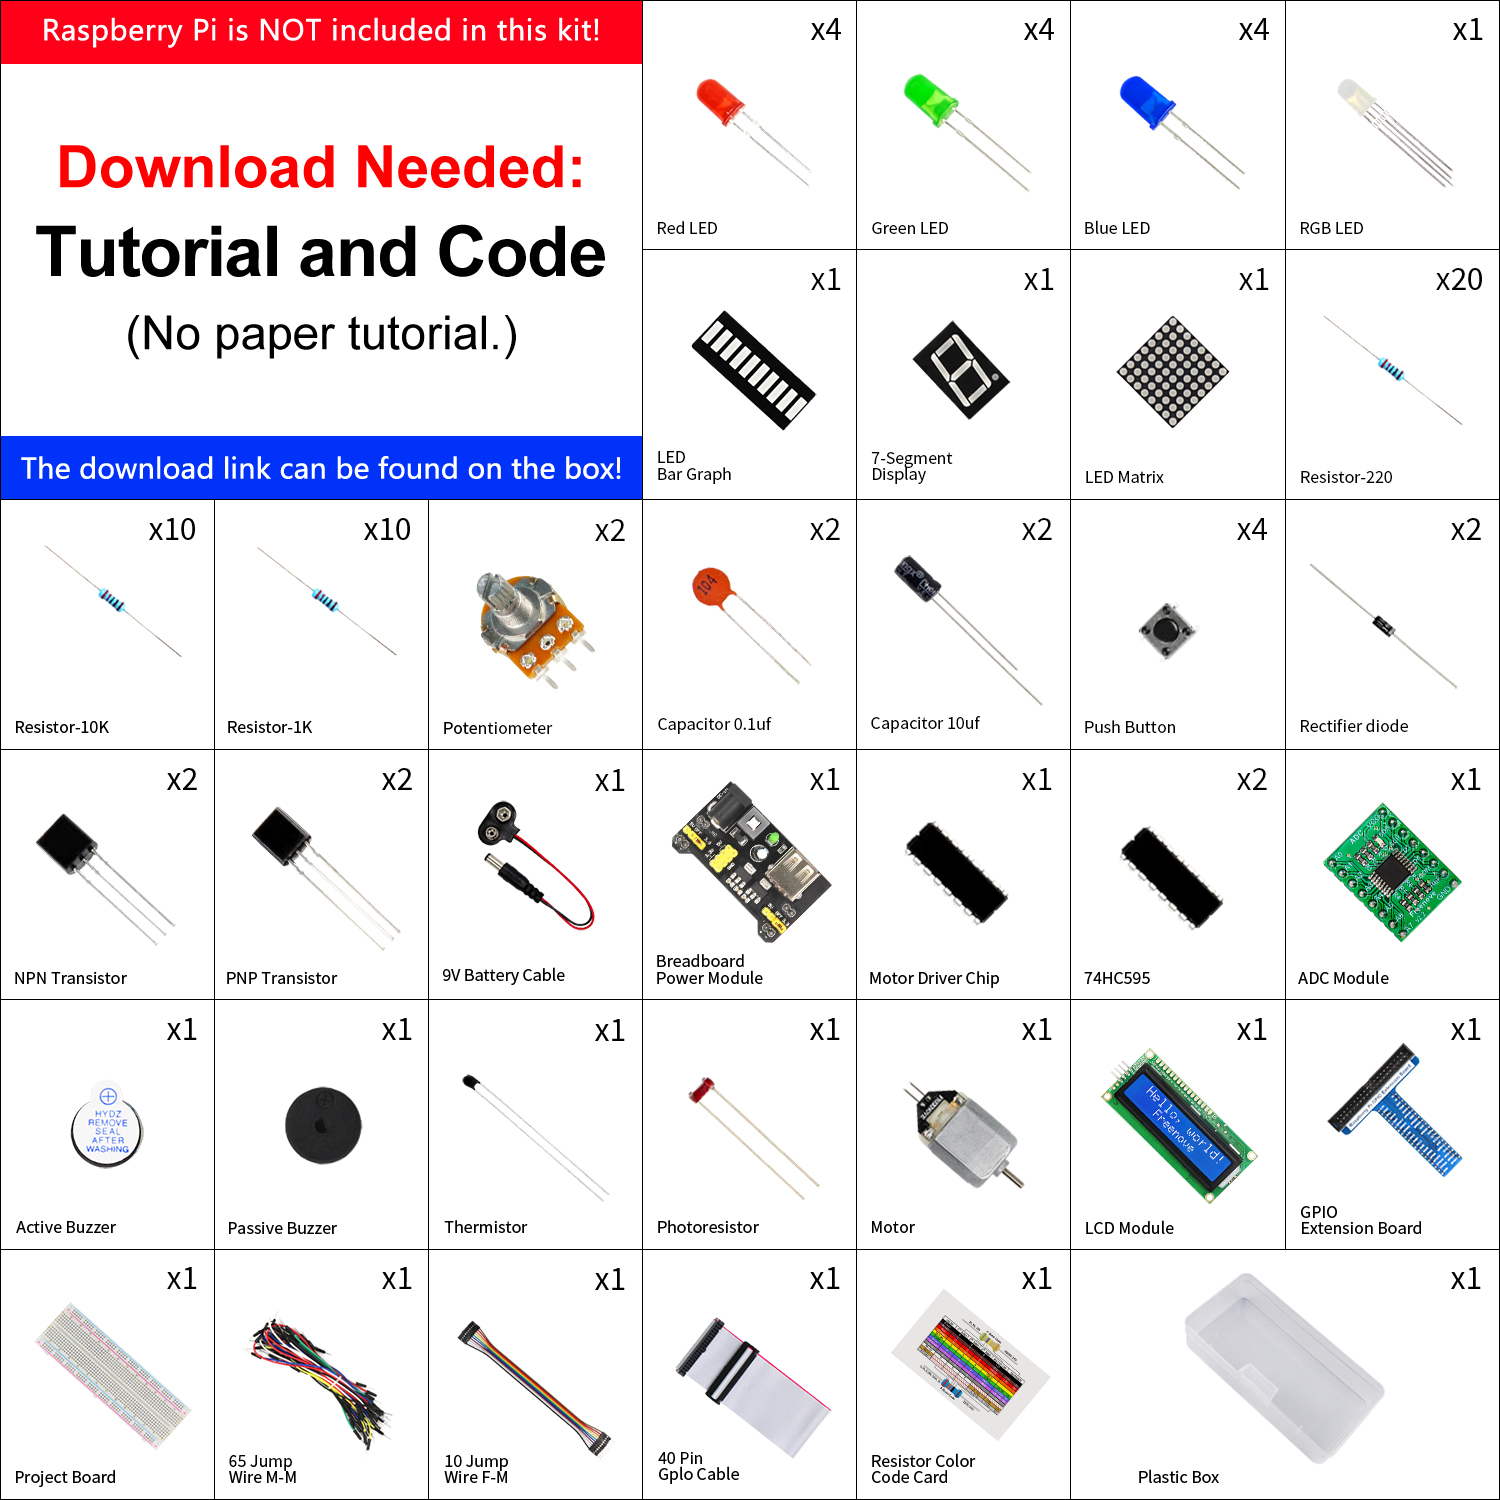 Raspberry Pi is NOT included in this kit!
Download Needed:
Tutorial and Code
(No paper tutorial.)
The download link can be found on the box!
x4
Red LED
x4
Green LED
x4
Blue LED
x1
RGB LED
x1
LED
Bar Graph
x1
7-Segment
Display
x1
LED Matrix
x20
Resistor-220
x10
Resistor-10K
x10
Resistor-1K
x2
Potentiometer
x2
104
Capacitor 0.1uf
x2
Capacitor 10uf
x4
Push Button
x2
Rectifier diode
x2
NPN Transistor
x2
PNP Transistor
x1
9V Battery Cable
x1
Breadboard
Power Module
x1
Motor Driver Chip
x2
74HC595
x1
ADC
ADC Module
x1
HYDZ
REMOVE
SEAL
AFTER
WASHING
Active Buzzer
x1
Passive Buzzer
x1
Thermistor
x1
Photoresistor
x1
Motor
x1
Hello, world!
Freenove
LCD Module
x1
Raspberry Pi GPIO Extension Board
GPIO
Extension Board
x1
Project Board
x1
65 Jump
Wire M-M
x1
10 Jump
Wire F-M
x1
40 Pin
Gplo Cable
x1
Resistor Color
Code Card
x1
Plastic Box